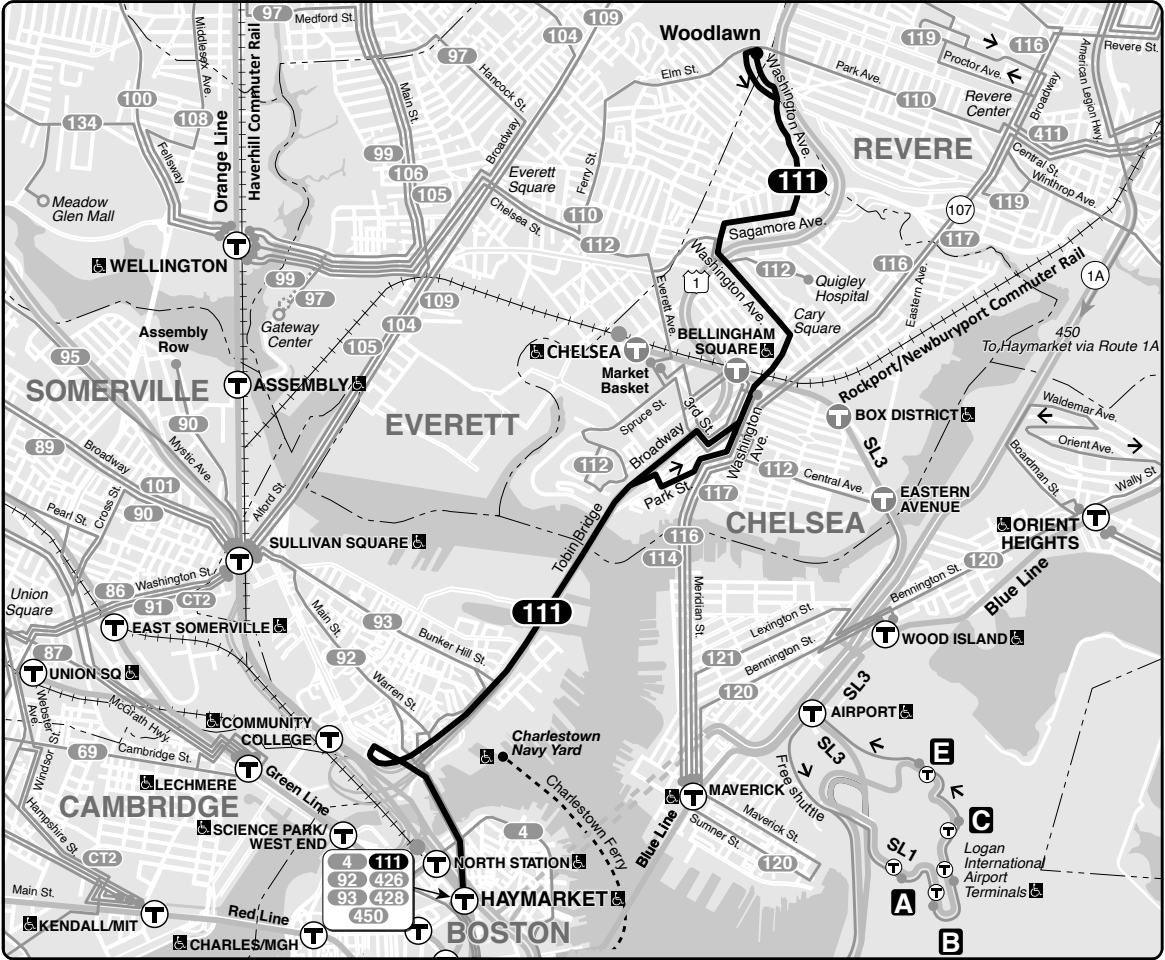 97
Medford St.
109
104
Woodlawn
119
116
Revere St.
Middlesex Ave.
Haverhill Commuter Rail
97
Hancock St.
Elm St.
Washington Ave.
Park Ave.
Proctor Ave.
Broadway
American Legion Hwy.
100
108
Main St.
110
Revere
Center
134
Orange Line
Fellsway
Broadway
411
99
106
105
Everett
Square
Ferry St.
REVERE
Central St.
Winthrop Ave.
111
Meadow
Glen Mall
Chelsea St.
110
112
107
119
Sagamore Ave.
117
WELLINGTON
99
97
109
Washington Ave.
1
112
Quigley
Hospital
116
Eastern Ave.
1A
Gateway
Center
Everett Ave.
Cary
Square
Rockport/Newburyport Commuter Rail
Assembly
Row
104
105
BELLINGHAM
SQUARE
450
To Haymarket via Route 1A
95
CHELSEA
Market
Basket
SOMERVILLE
ASSEMBLY
EVERETT
Spruce St.
3rd St.
BOX DISTRICT
Waldemar Ave.
90
89
Broadway
Mystic Ave.
Broadway
Washington
Ave.
SL3
Orient Ave.
Boardman St.
Wally St.
101
90
Cross St.
Pearl St.
Alford St.
112
Park St.
112
117
Central Ave.
EASTERN
AVENUE
CHELSEA
ORIENT
HEIGHTS
SULLIVAN SQUARE
Tobin Bridge
116
114
120
Bennington St.
Blue Line
Union
Square
86
Washington St.
91
CT2
Main St.
93
111
Meridian St.
Lexington St.
Bennington St.
EAST SOMERVILLE
Bunker Hill St.
WOOD ISLAND
87
UNION SQ
92
Warren St.
121
120
SL3
Webster
Ave.
McGrath Hwy.
COMMUNITY
COLLEGE
AIRPORT
Windsor St.
69
Cambridge St.
Charlestown
Navy Yard
SL3
E
LECHMERE
Green Line
Charlestown Ferry
MAVERICK
Free shuttle
CAMBRIDGE
Hampshire St.
SCIENCE PARK/
WEST END
4
Blue Line
Sumner St.
Maverick St.
C
CT2
4
111
92
426
93
428
450
NORTH STATION
120
SL1
Logan
International
Airport
Terminals
Main St.
HAYMARKET
A
KENDALL/MIT
Red Line
CHARLES/MGH
BOSTON
B